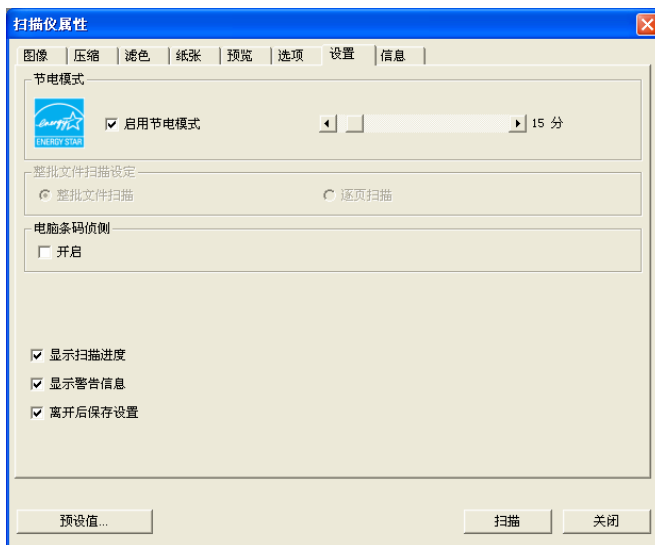 扫描仪属性
图像 压缩 滤色 纸张 预览 选项 设置 信息
节电模式
energy
ENERGY STAR
启用节电模式 15 分
整批文件扫描设定
整批文件扫描 逐页扫描
电脑条码侦侧
开启
显示扫描进度
显示警告信息
离开后保存设置
预设值... 扫描 关闭